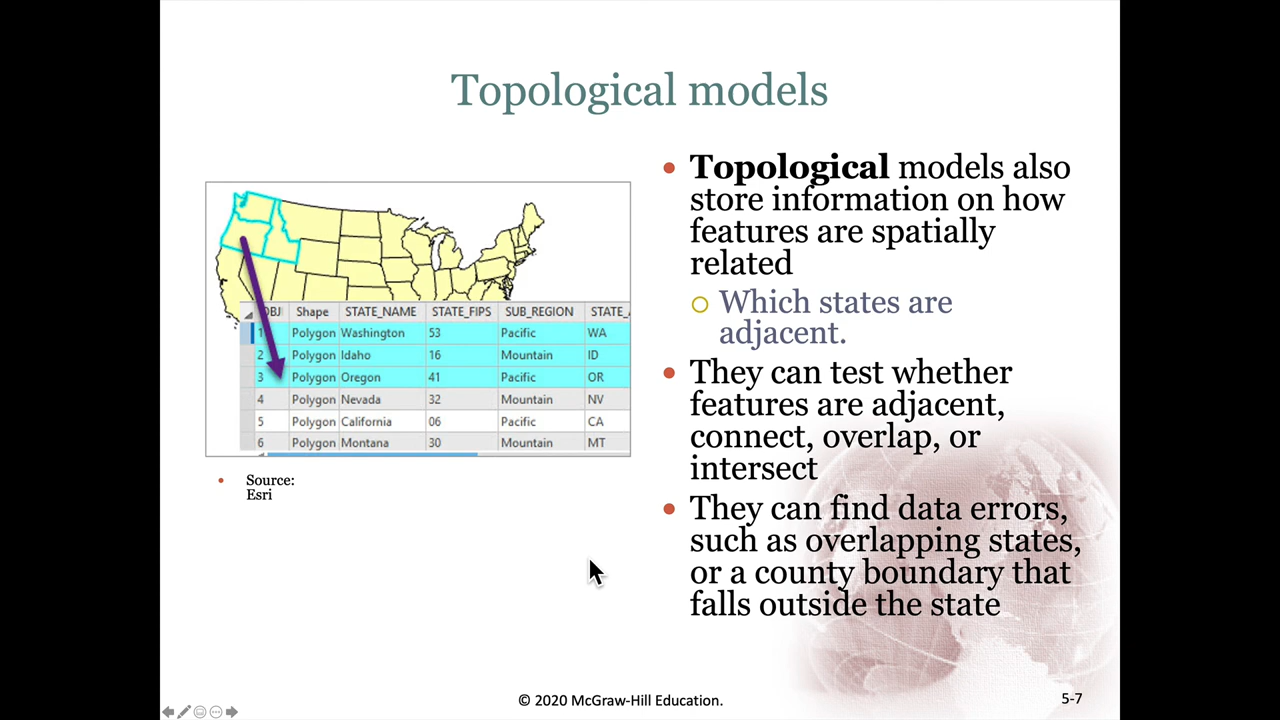 Topological models
OBJ Shape STATE_NAME STATE_FIPS SUB_REGION STATE_
1 Polygon Washington 53 Pacific WA
2 Polygon Idaho 16 Mountain ID
3 Polygon Oregon 41 Pacific OR
4 Polygon Nevada 32 Mountain NV
5 Polygon California 06 Pacific CA
6 Polygon Montana 30 Mountain MT
• Source:
Esri
• Topological models also
store information on how
features are spatially
related
○ Which states are
adjacent.
• They can test whether
features are adjacent,
connect, overlap, or
intersect
• They can find data errors,
such as overlapping states,
or a county boundary that
falls outside the state
© 2020 McGraw-Hill Education.
5-7